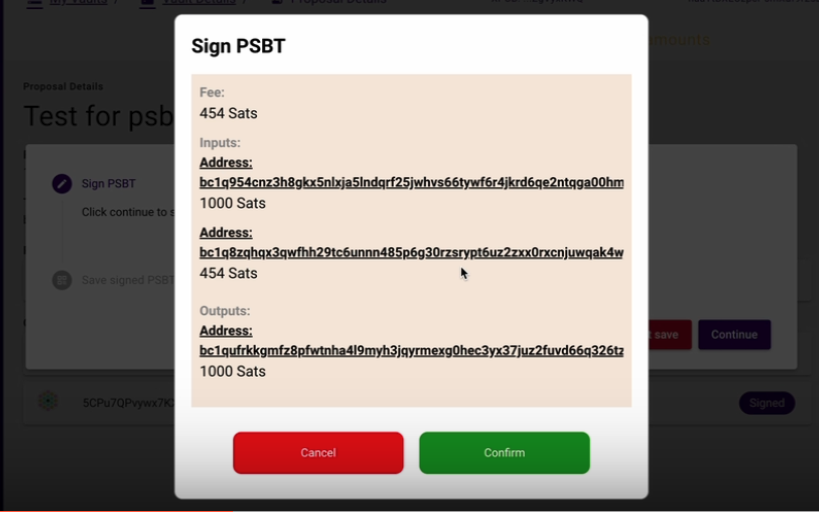 My Vaults / Vault Details / Proposal Details
Sign PSBT
Proposal Details
Test for psb
Fee:
454 Sats
Inputs:
Address:
bc1q954cnz3h8gkx5nlxja5lndqrf25jwhvs66tywf6r4jkrd6qe2ntqga00hm
1000 Sats
Address:
bc1q8zqhqx3qwfhh29tc6unnn485p6g30rzsrypt6uz2zxx0rxcnjuwqak4w
454 Sats
Outputs:
Address:
bc1qufrkkgmfz8pfwtnha4l9myh3jqyrmexg0hec3yx37juz2fuvd66q326tz
1000 Sats
Cancel
Confirm
Sign PSBT
Click continue to s
Save signed PSBT
save
Continue
5CPu7QPvywx7K
Signed